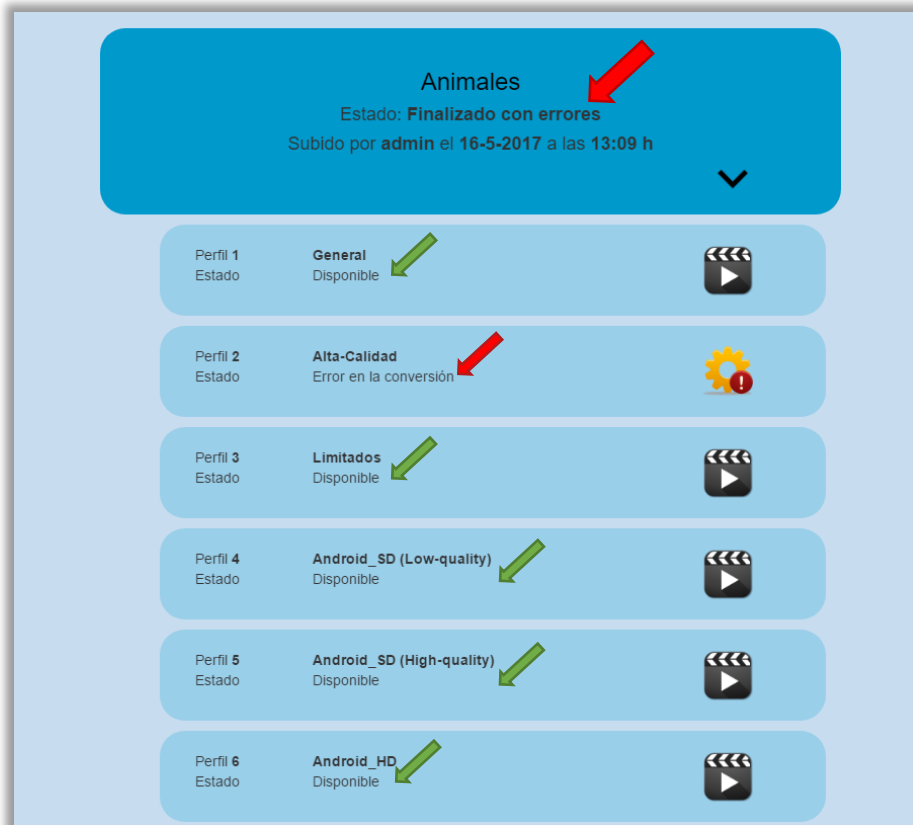 Animales
Estado: Finalizado con errores
Subido por admin el 16-5-2017 a las 13:09 h
Perfil 1 General
Estado Disponible
Perfil 2 Alta-Calidad
Estado Error en la conversión
Perfil 3 Limitados
Estado Disponible
Perfil 4 Android_SD (Low-quality)
Estado Disponible
Perfil 5 Android_SD (High-quality)
Estado Disponible
Perfil 6 Android_HD
Estado Disponible